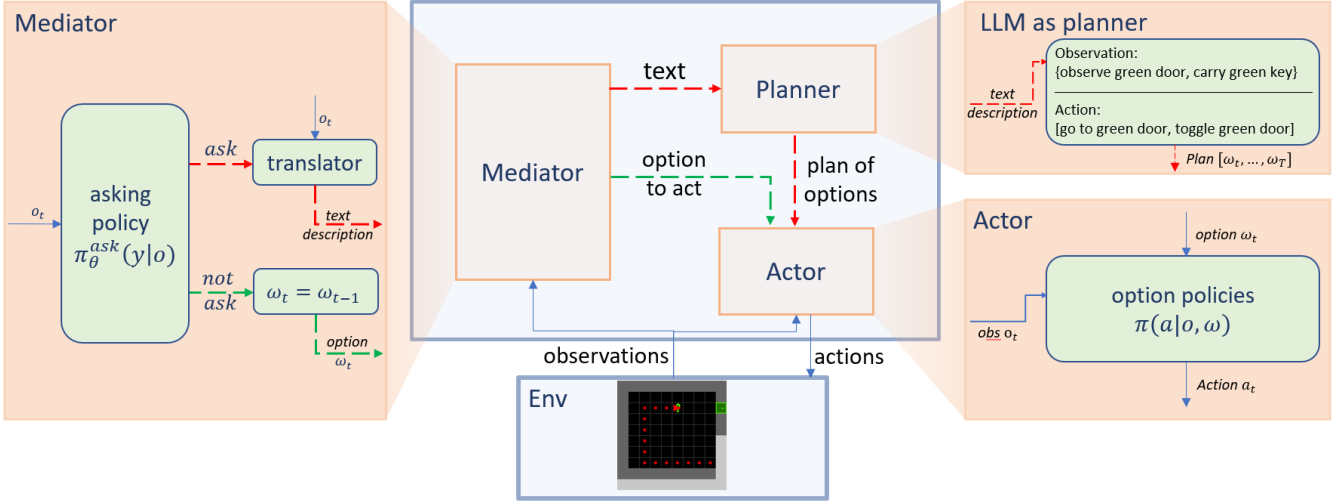 Mediator
o_t
asking
policy
π_θ^{ask}(y|o)
ask
not
ask
o_t
translator
text
description
ω_t = ω_{t−1}
option
ω_t
Mediator
text
Planner
option
to act
plan of
options
Actor
observations
actions
Env
LLM as planner
text
description
Observation:
{observe green door, carry green key}
Action:
[go to green door, toggle green door]
Plan [ω_t, ..., ω_T]
Actor
option ω_t
obs o_t
option policies
π(a|o, ω)
Action a_t